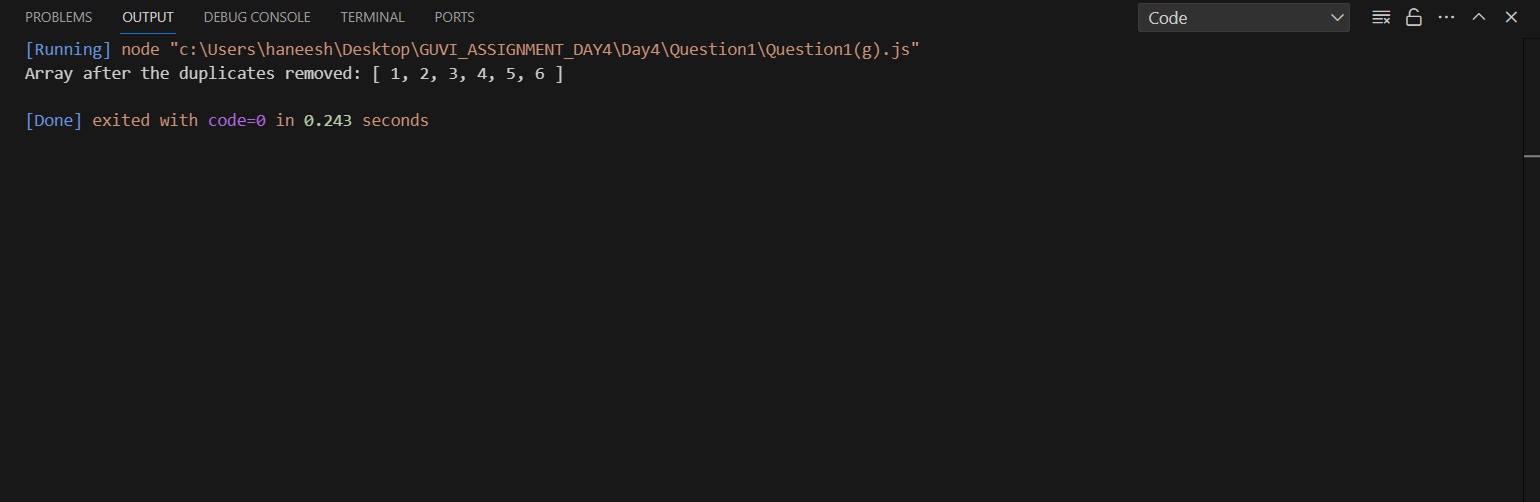 PROBLEMS OUTPUT DEBUG CONSOLE TERMINAL PORTS Code
[Running] node "c:\Users\haneesh\Desktop\GUVI_ASSIGNMENT_DAY4\Day4\Question1\Question1(g).js"
Array after the duplicates removed: [ 1, 2, 3, 4, 5, 6 ]
[Done] exited with code=0 in 0.243 seconds